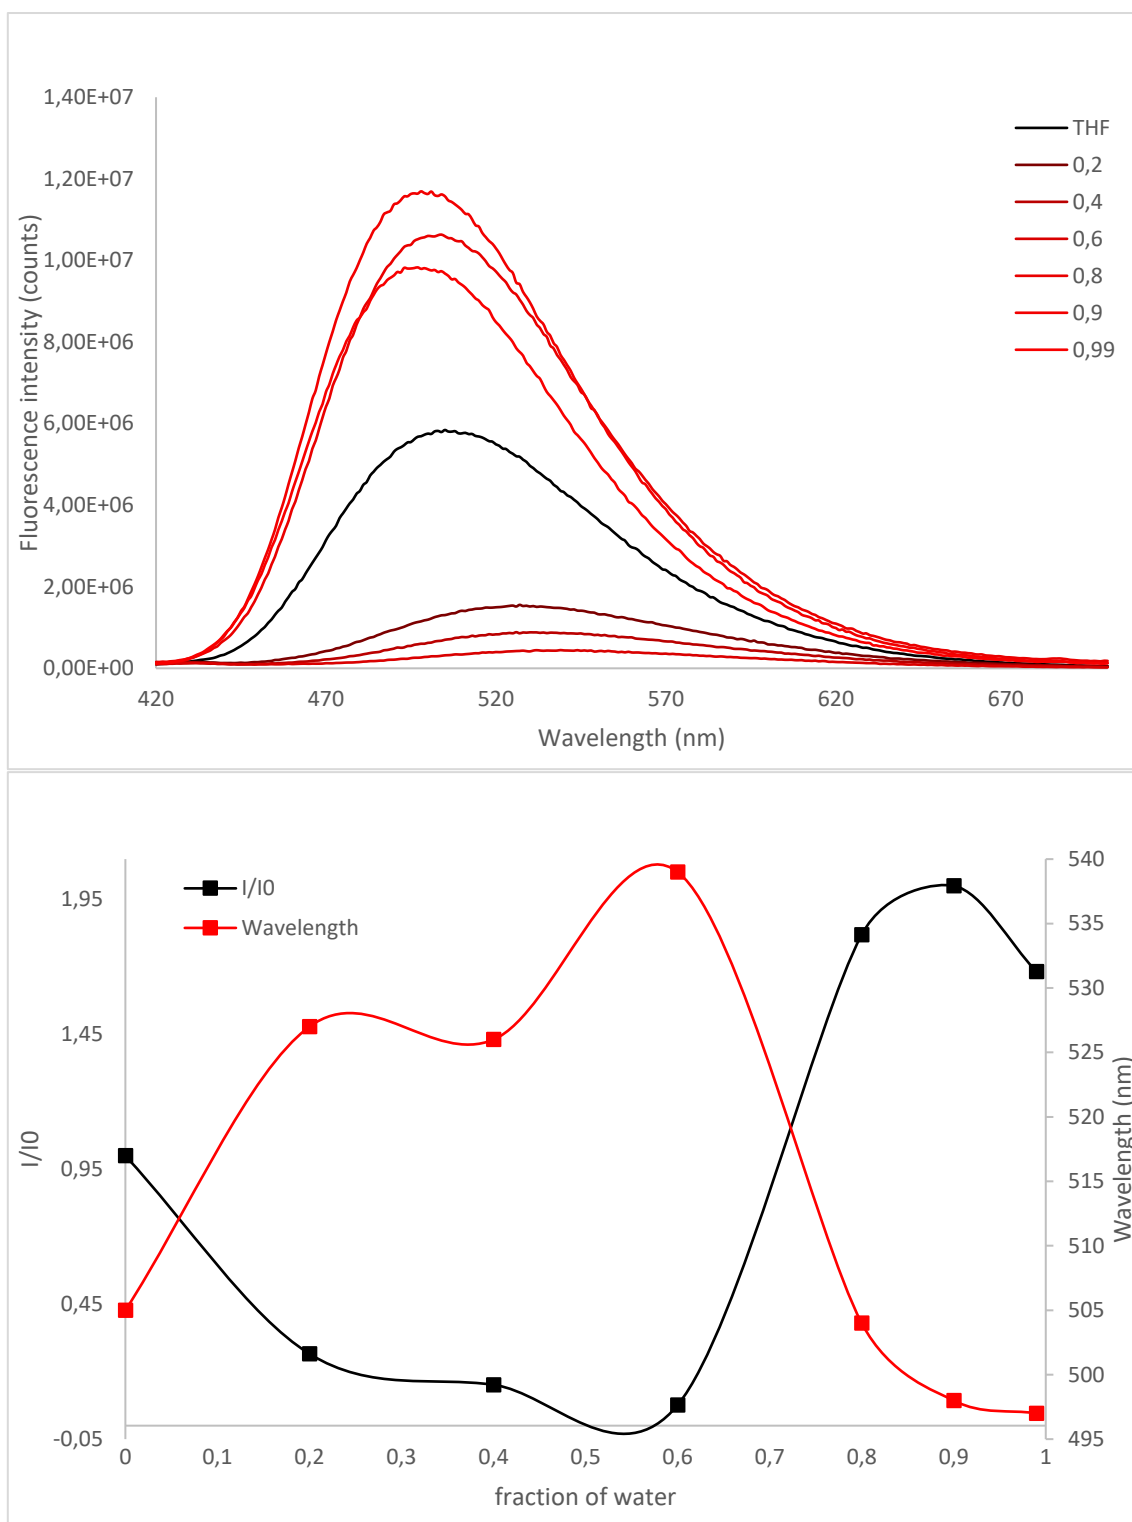 1,40E+07
1,20E+07
1,00E+07
8,00E+06
6,00E+06
4,00E+06
2,00E+06
0,00E+00
Fluorescence intensity (counts)
420 470 520 570 620 670
Wavelength (nm)
THF
0,2
0,4
0,6
0,8
0,9
0,99
I/I0
Wavelength
1,95
1,45
0,95
0,45
-0,05
I/I0
540
535
530
525
520
515
510
505
500
495
Wavelength (nm)
0 0,1 0,2 0,3 0,4 0,5 0,6 0,7 0,8 0,9 1
fraction of water